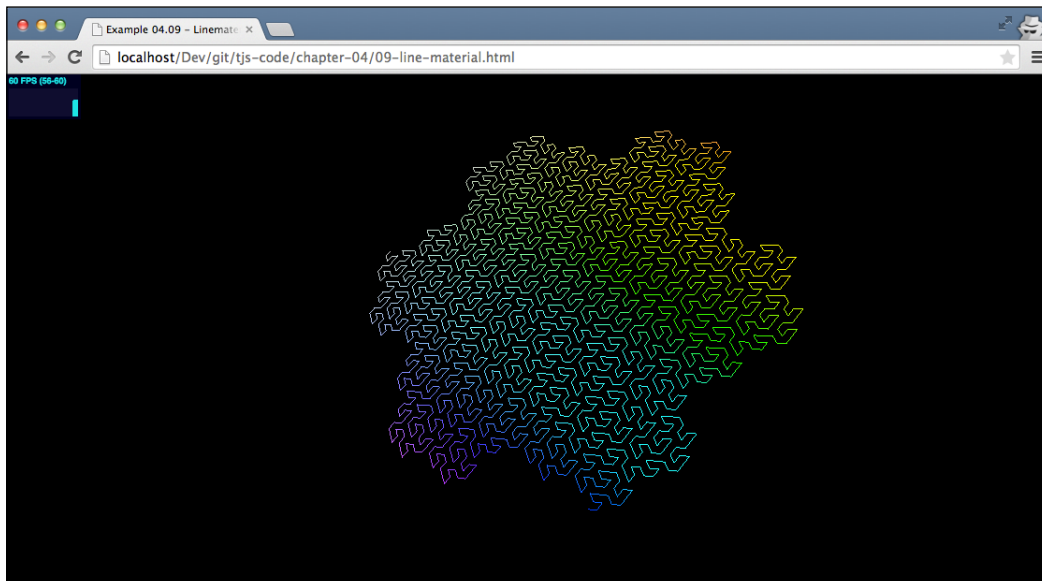 Example 04.09 - Linemate
localhost/Dev/git/tjs-code/chapter-04/09-line-material.html
60 FPS (56-60)